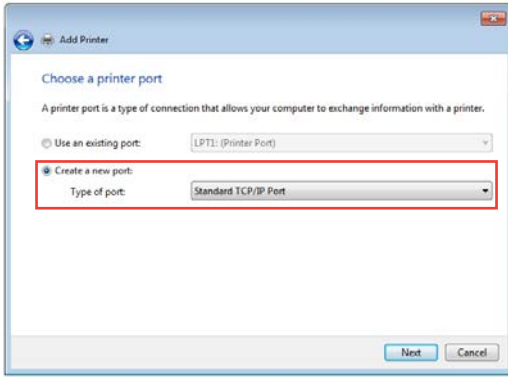 Add Printer
Choose a printer port
A printer port is a type of connection that allows your computer to exchange information with a printer.
Use an existing port: LPT1: (Printer Port)
Create a new port:
Type of port: Standard TCP/IP Port
Next Cancel